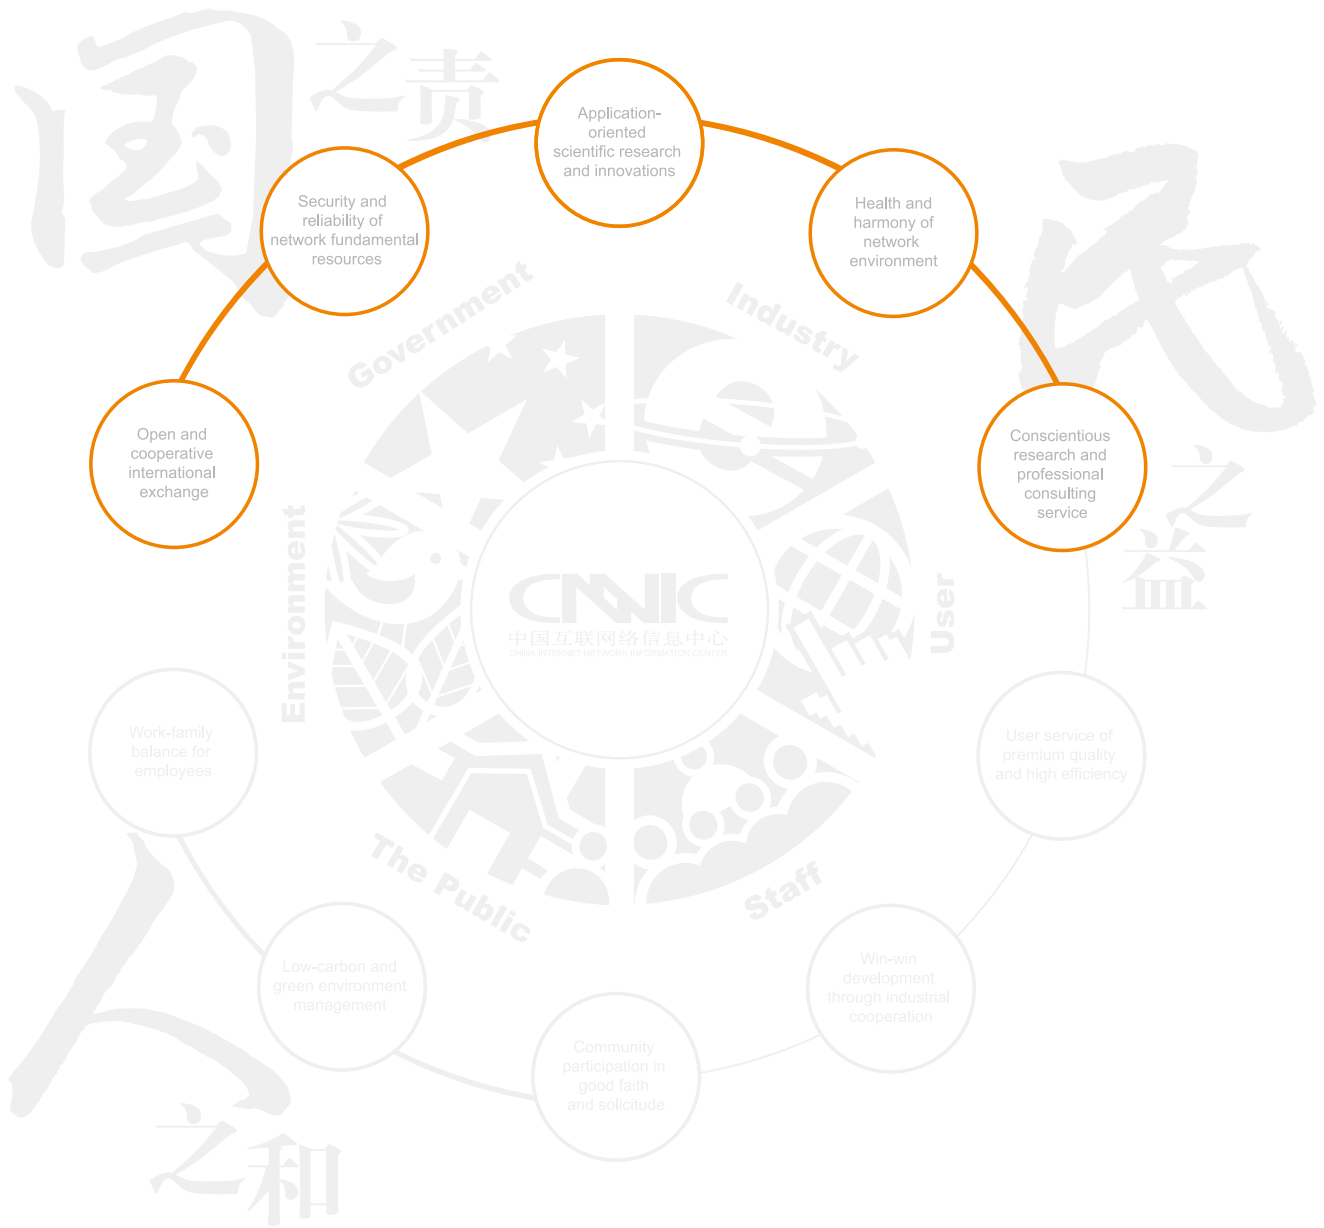 国之责
Application-
oriented
scientific research
and innovations
Security and
reliability of
network fundamental
resources
Health and
harmony of
network
environment
民之益
Open and
cooperative
international
exchange
Conscientious
research and
professional
consulting
service
Government
Industry
Environment
User
The Public
Staff
CNNIC
中国互联网络信息中心
CHINA INTERNET NETWORK INFORMATION CENTER
Work-family
balance for
employees
User service of
premium quality
and high efficiency
Low-carbon and
green environment
management
Win-win
development
through industrial
cooperation
Community
participation in
good faith
and solicitude
人之和